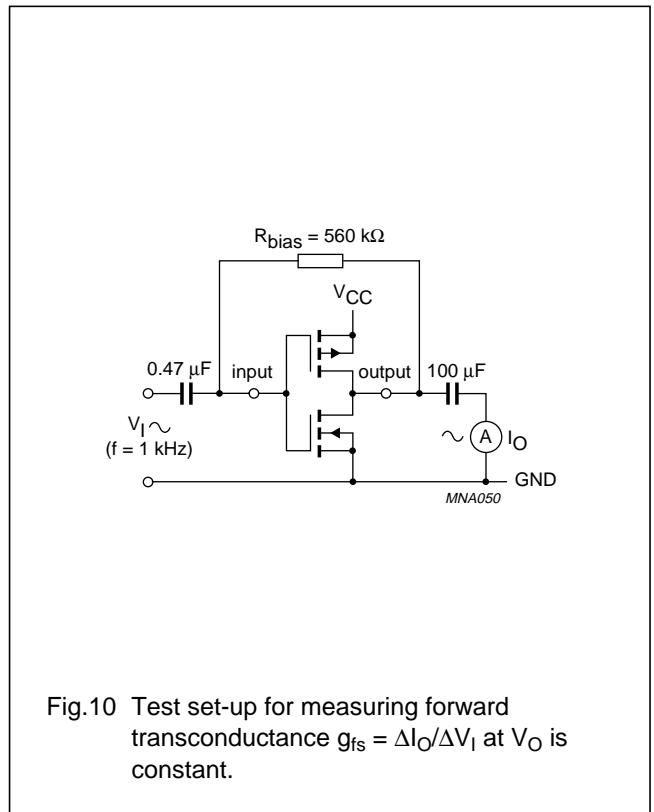 R_bias = 560 kΩ
V_CC
0.47 μF
input
output
100 μF
V_I ~
(f = 1 kHz)
~ A I_O
GND
MNA050
Fig.10 Test set-up for measuring forward
transconductance g_fs = ΔI_O/ΔV_I at V_O is
constant.